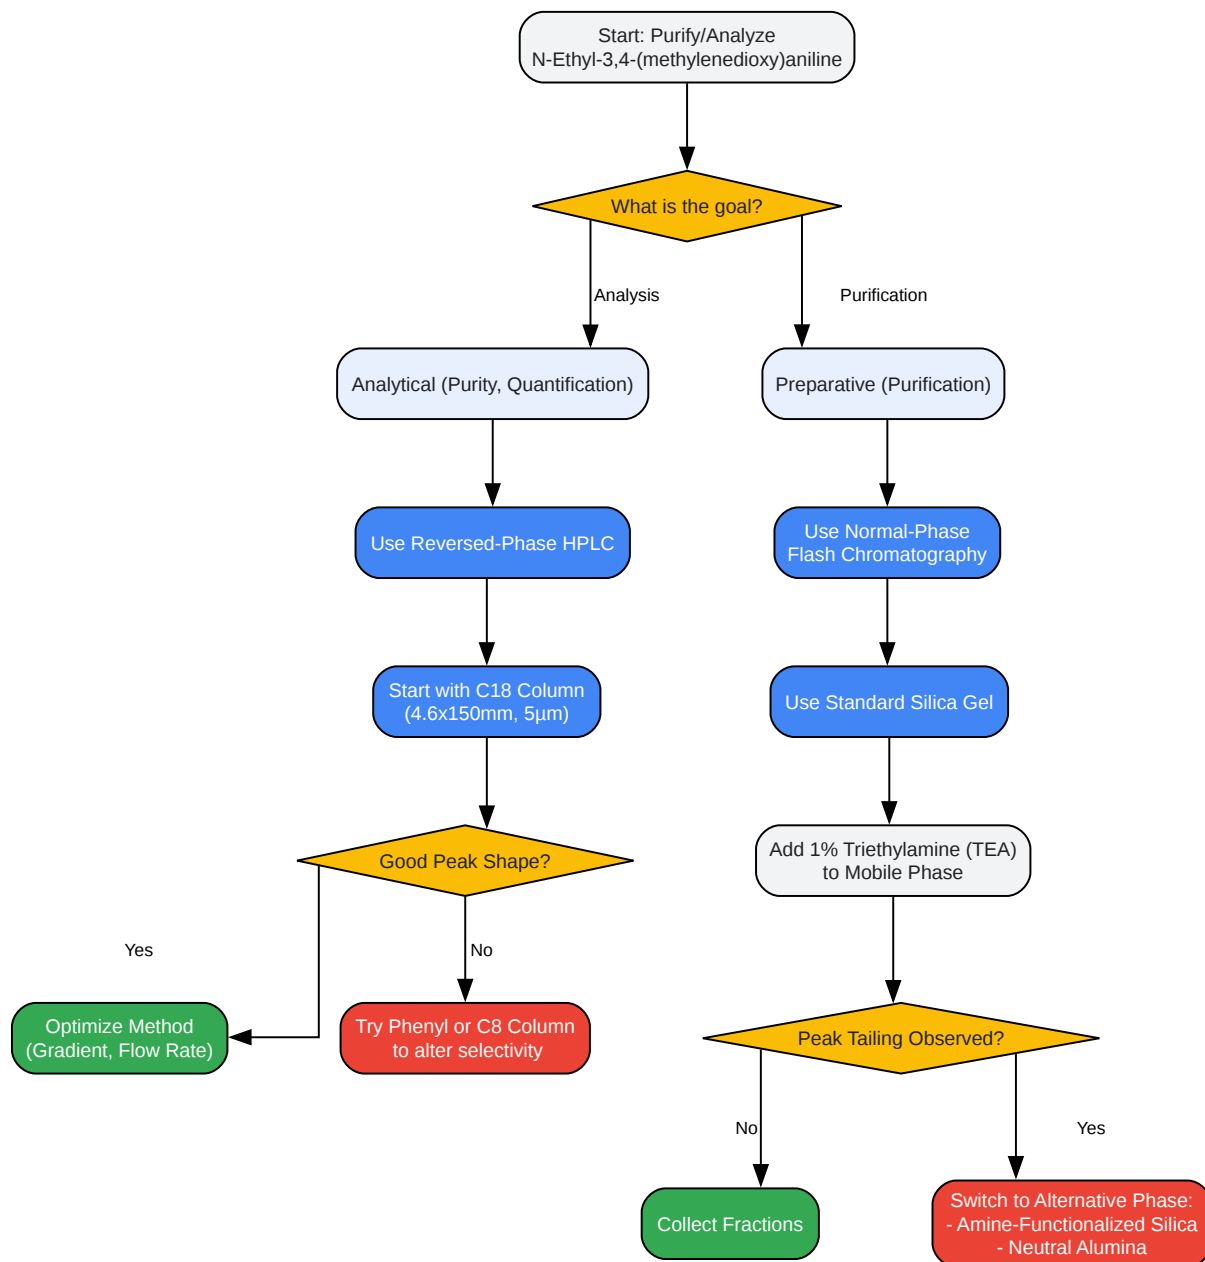 Start: Purify/Analyze
N-Ethyl-3,4-(methylenedioxy)aniline
What is the goal?
Analysis
Purification
Analytical (Purity, Quantification)
Preparative (Purification)
Use Reversed-Phase HPLC
Use Normal-Phase
Flash Chromatography
Start with C18 Column
(4.6x150mm, 5µm)
Use Standard Silica Gel
Good Peak Shape?
Add 1% Triethylamine (TEA)
to Mobile Phase
Yes
No
Optimize Method
(Gradient, Flow Rate)
Try Phenyl or C8 Column
to alter selectivity
Peak Tailing Observed?
No
Yes
Collect Fractions
Switch to Alternative Phase:
- Amine-Functionalized Silica
- Neutral Alumina